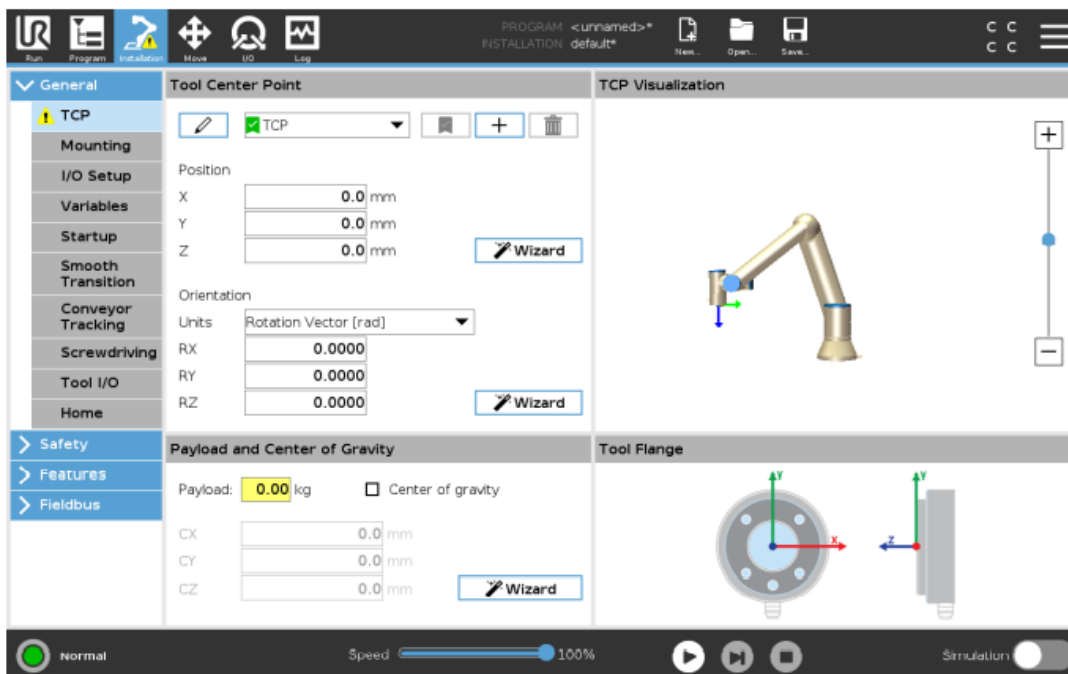 PROGRAM <unnamed>*
INSTALLATION default*
UR
Run Program Installation Move I/O Log
New... Open... Save...
C C
C C
General
TCP
Mounting
I/O Setup
Variables
Startup
Smooth
Transition
Conveyor
Tracking
Screwdriving
Tool I/O
Home
Safety
Features
Fieldbus
Tool Center Point
TCP
Position
X 0.0 mm
Y 0.0 mm
Z 0.0 mm
Wizard
Orientation
Units Rotation Vector [rad]
RX 0.0000
RY 0.0000
RZ 0.0000
Wizard
Payload and Center of Gravity
Payload: 0.00 kg Center of gravity
CX 0.0 mm
CY 0.0 mm
CZ 0.0 mm
Wizard
TCP Visualization
Tool Flange
Y
X
Y
Z
Normal
Speed 100%
Simulation